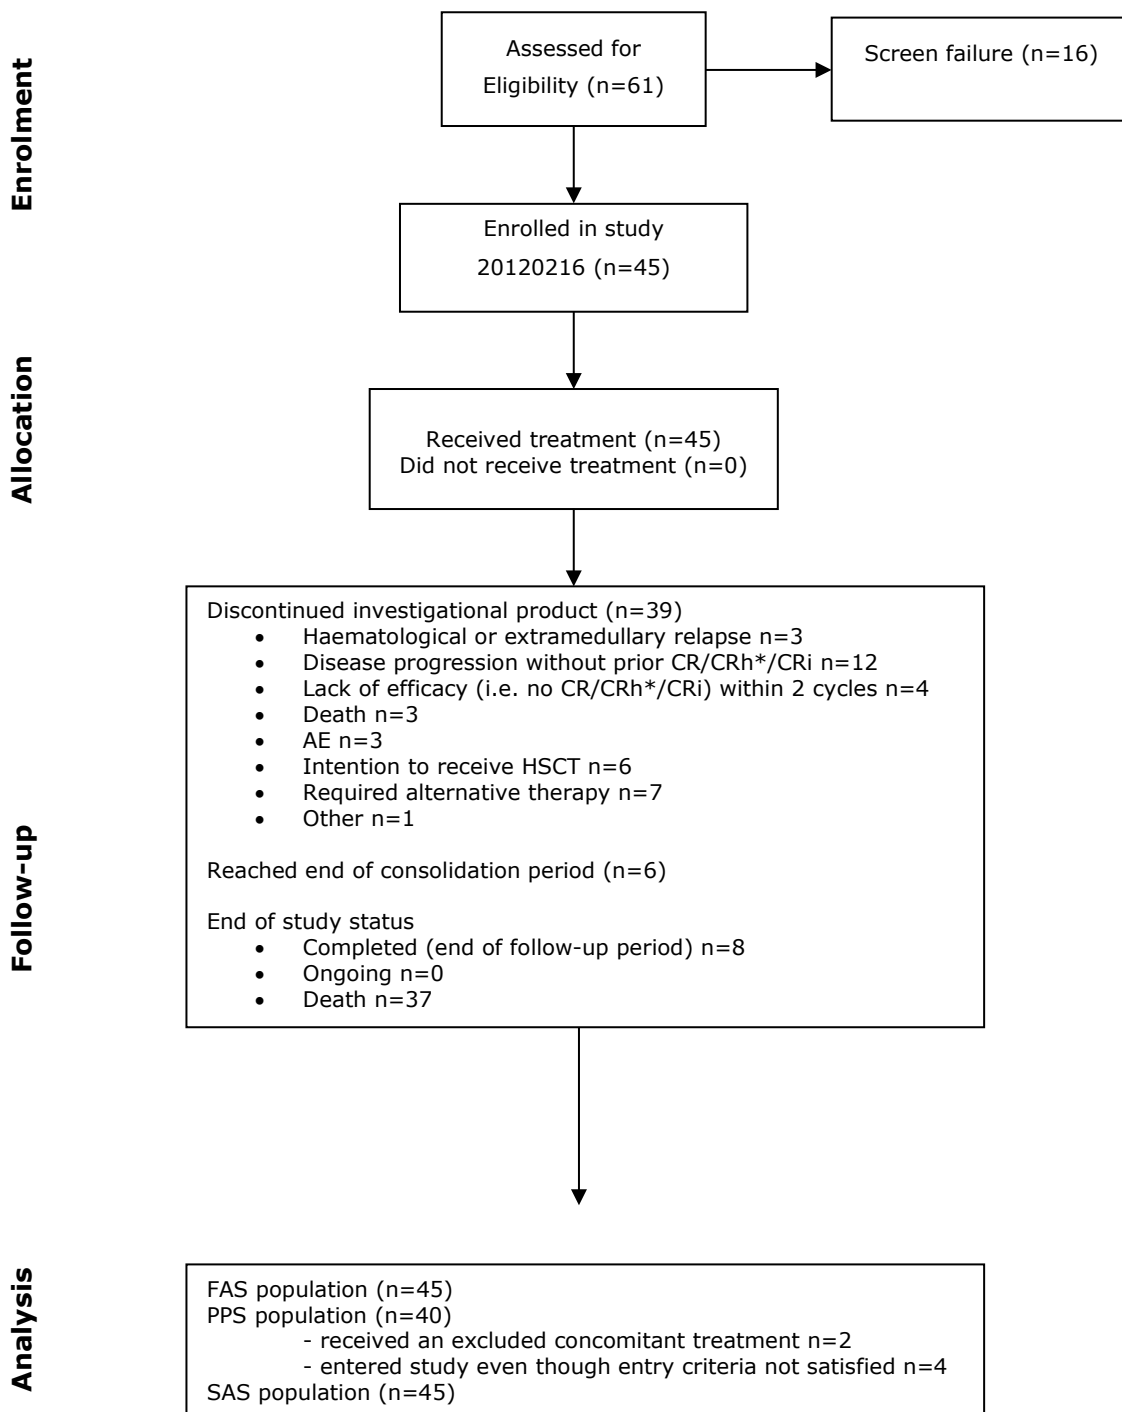 Enrolment
Assessed for
Eligibility (n=61)
Screen failure (n=16)
Enrolled in study
20120216 (n=45)
Allocation
Received treatment (n=45)
Did not receive treatment (n=0)
Follow-up
Discontinued investigational product (n=39)
• Haematological or extramedullary relapse n=3
• Disease progression without prior CR/CRh*/CRi n=12
• Lack of efficacy (i.e. no CR/CRh*/CRi) within 2 cycles n=4
• Death n=3
• AE n=3
• Intention to receive HSCT n=6
• Required alternative therapy n=7
• Other n=1
Reached end of consolidation period (n=6)
End of study status
• Completed (end of follow-up period) n=8
• Ongoing n=0
• Death n=37
Analysis
FAS population (n=45)
PPS population (n=40)
- received an excluded concomitant treatment n=2
- entered study even though entry criteria not satisfied n=4
SAS population (n=45)